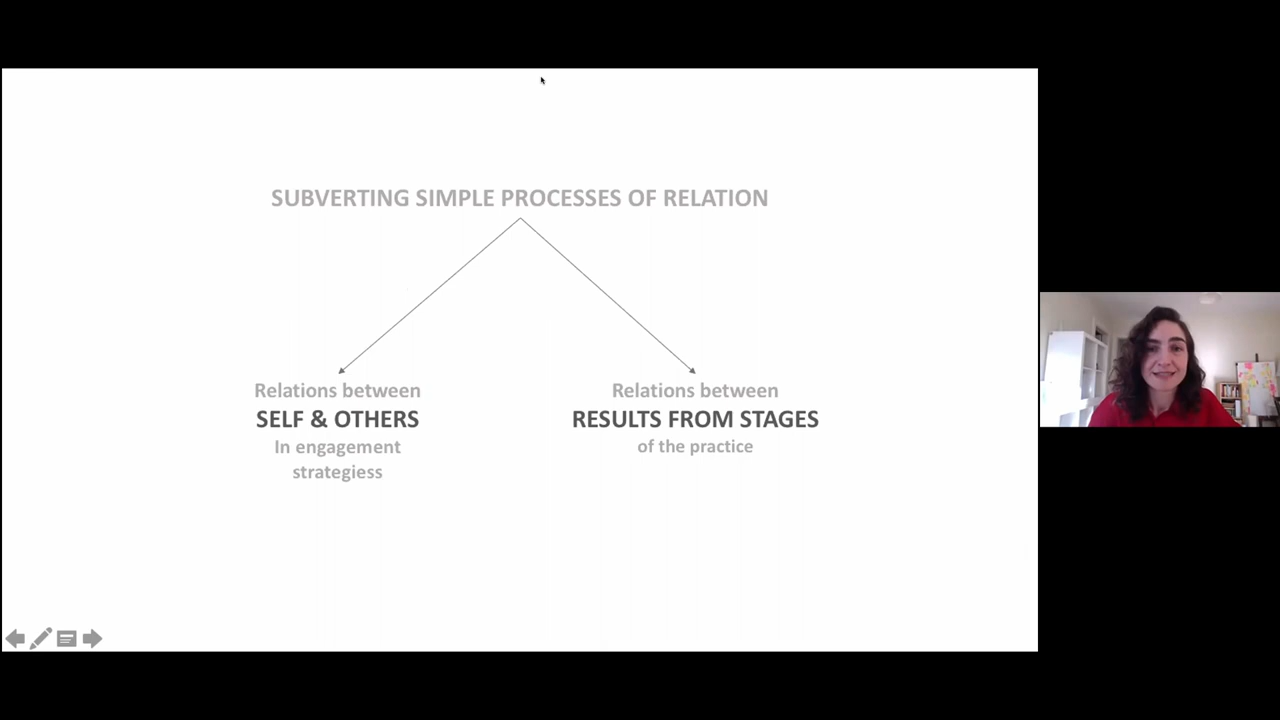 SUBVERTING SIMPLE PROCESSES OF RELATION
Relations between
SELF & OTHERS
In engagement
strategiess
Relations between
RESULTS FROM STAGES
of the practice